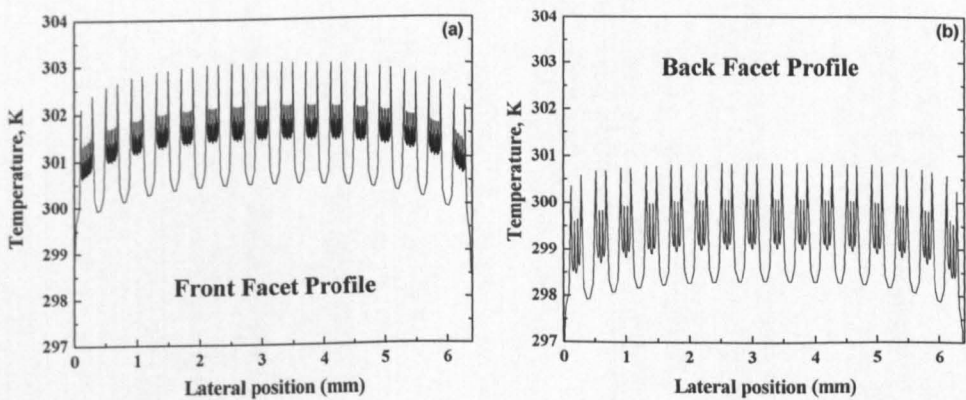 304
303
302
301
300
299
298
297
Temperature, K
(a)
Front Facet Profile
0 1 2 3 4 5 6
Lateral position (mm)
304
303
302
301
300
299
298
297
Temperature, K
(b)
Back Facet Profile
0 1 2 3 4 5 6
Lateral position (mm)